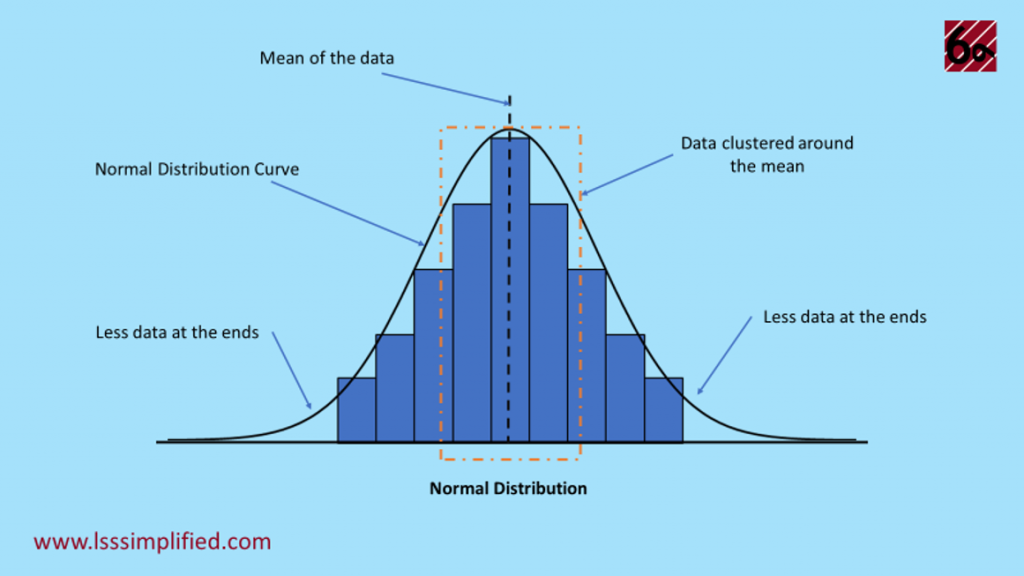 Mean of the data
6σ
Data clustered around
the mean
Normal Distribution Curve
Less data at the ends
Less data at the ends
Normal Distribution
www.lsssimplified.com